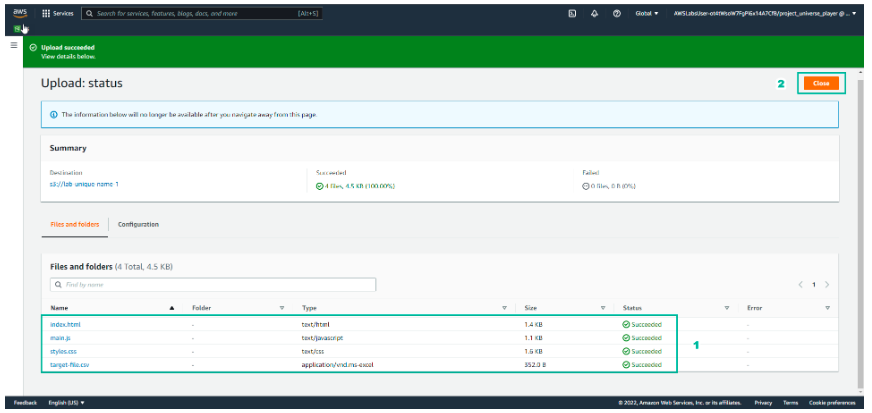 aws Services Search for services, features, blogs, docs, and more [Alt+S] Global ▼
Upload succeeded
View details below.
Upload: status
2 Close
The information below will no longer be available after you navigate away from this page.
Summary
Destination Succeeded Failed
s3://lab-unique-name-1 4 files, 4.5 KB (100.00%) 0 files, 0 B (0%)
Files and folders Configuration
Files and folders (4 Total, 4.5 KB)
Find by name 1
Name Folder Type Size Status Error
index.html - text/html 1.4 KB Succeeded -
main.js - text/javascript 1.1 KB Succeeded -
styles.css - text/css 1.6 KB Succeeded -
target-file.csv - application/vnd.ms-excel 352.0 B Succeeded -
1
Feedback English (US) ▼ © 2022, Amazon Web Services, Inc. or its affiliates. Privacy Terms Cookie preferences